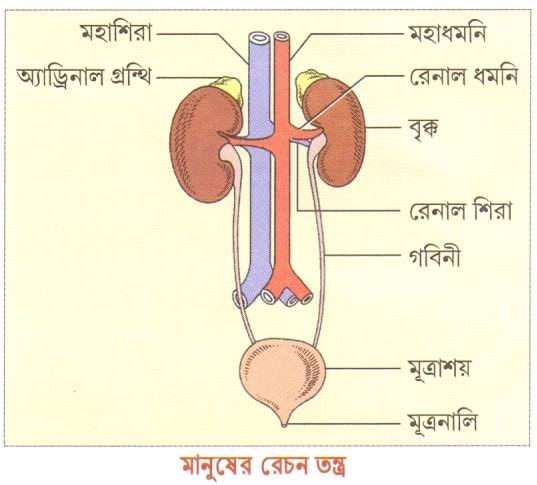 মহাশিরা
মহাধমনি
অ্যাড্রিনাল গ্রন্থি
রেনাল ধমনি
বৃক্ক
রেনাল শিরা
গবিনী
মূত্রাশয়
মূত্রনালি
মানুষের রেচন তন্ত্র